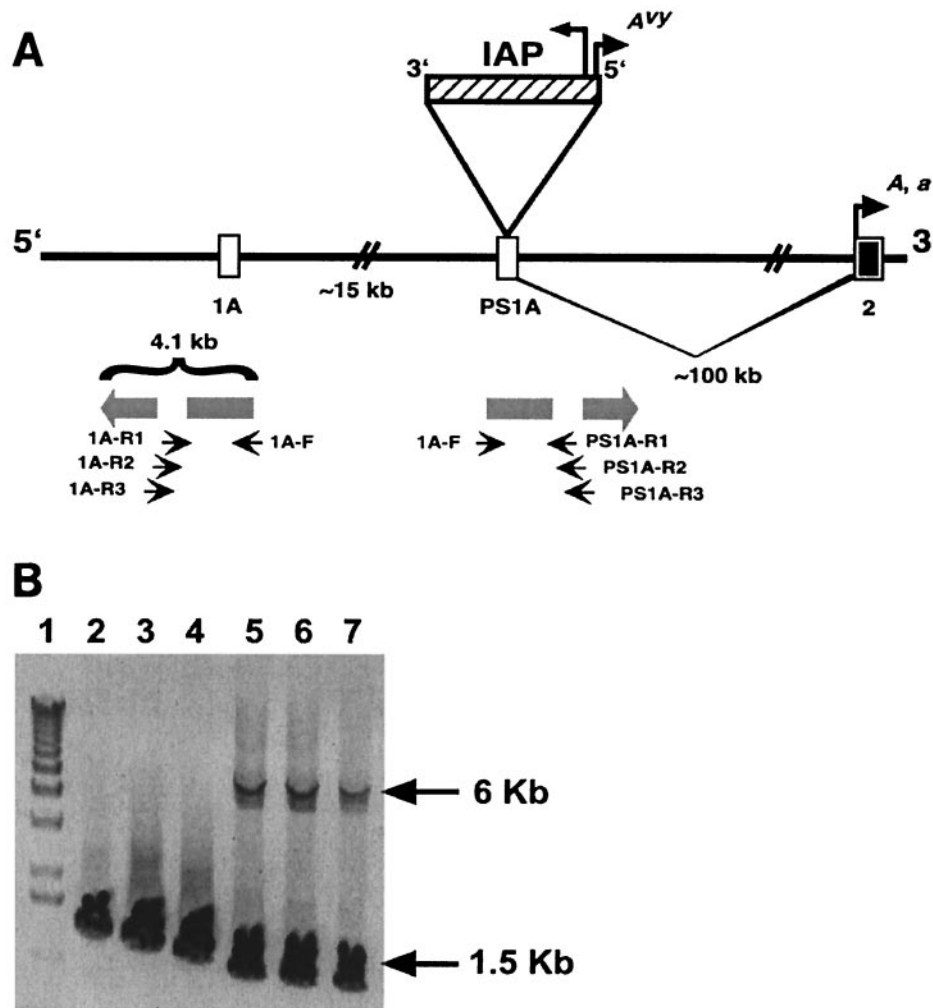 A
IAP
Avy
3‘
5‘
A, a
5‘
3
~15 kb
1A
PS1A
2
4.1 kb
~100 kb
1A-R1
1A-F
1A-F
PS1A-R1
1A-R2
PS1A-R2
1A-R3
PS1A-R3
B
1 2 3 4 5 6 7
6 Kb
1.5 Kb